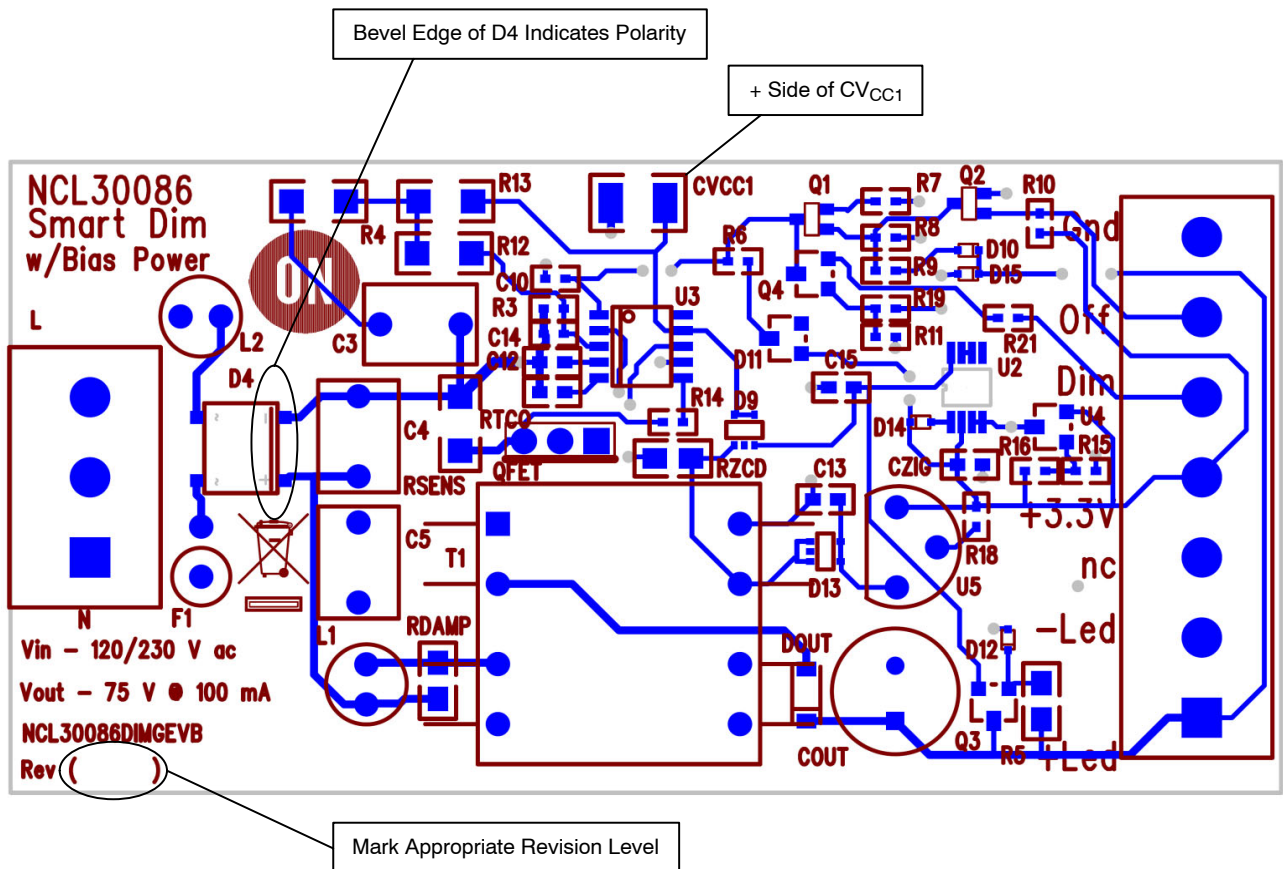 Bevel Edge of D4 Indicates Polarity
+ Side of CVCC1
NCL30086
Smart Dim
w/Bias Power
ON
R13
R4
R12
CVCC1
Q1
R7
Q2
R10
Gnd
R6
R8
D10
R9
D15
C10
R3
U3
Q4
R19
Off
L
L2
C3
C14
C12
D11
R11
R21
C15
U2
Dim
D4
C4
RTCO
R14
D9
D14
U4
QFET
RZCD
CZIG
R16
R15
RSENS
C13
+3.3V
C5
T1
D13
R18
U5
nc
N
F1
L1
RDAMP
DOUT
D12
-Led
Vin - 120/230 V ac
Vout - 75 V @ 100 mA
NCL30086DIMGEVB
Rev (        )
COUT
Q3
R5
+Led
Mark Appropriate Revision Level